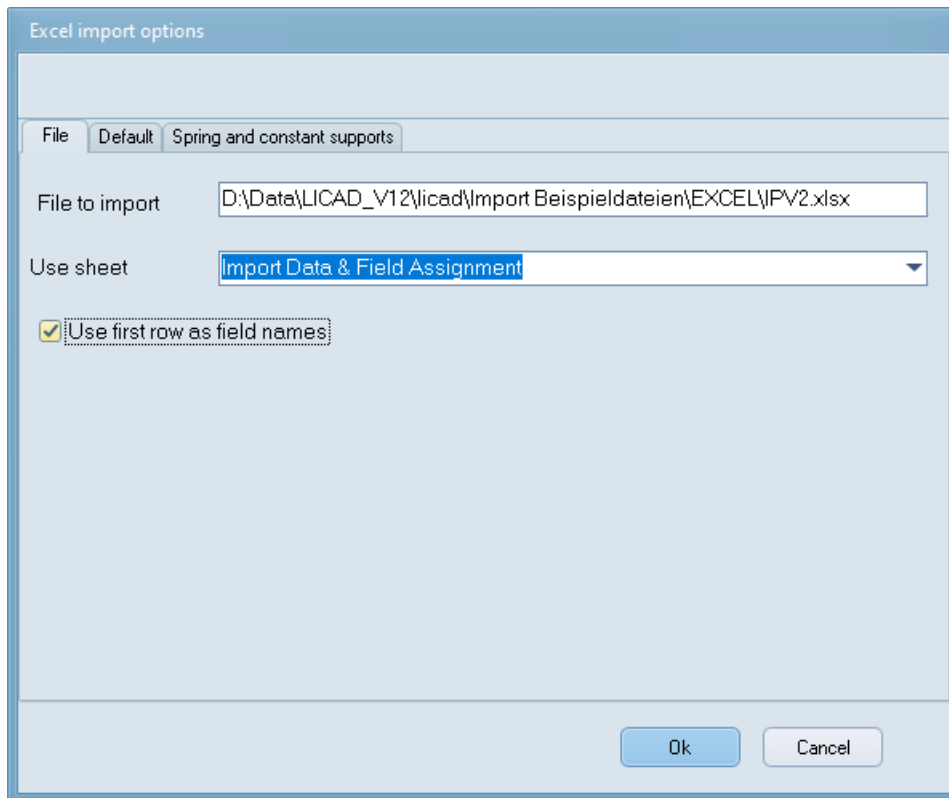 Excel import options
File Default Spring and constant supports
File to import D:\Data\LICAD_V12\licad\Import Beispieldateien\EXCEL\IPV2.xlsx
Use sheet Import Data & Field Assignment
Use first row as field names
Ok Cancel